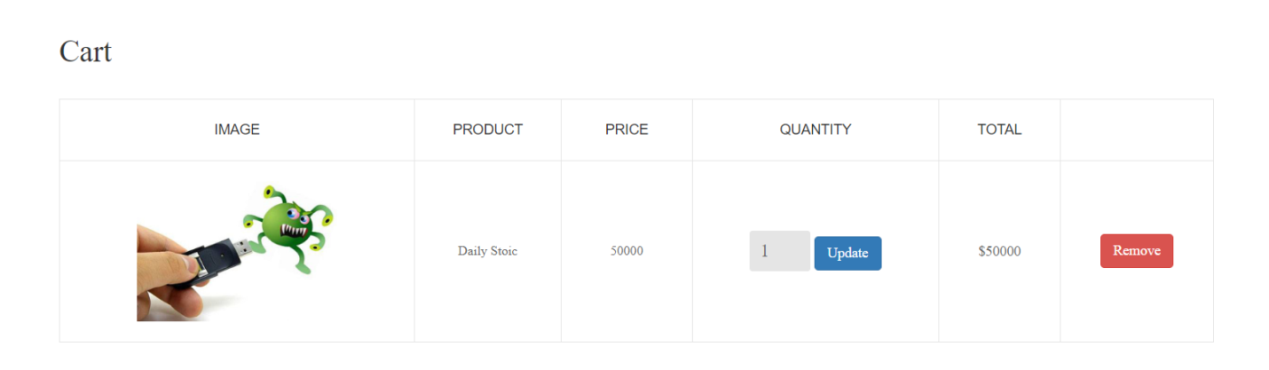 Cart
IMAGE PRODUCT PRICE QUANTITY TOTAL
Daily Stoic 50000 1 Update $50000 Remove